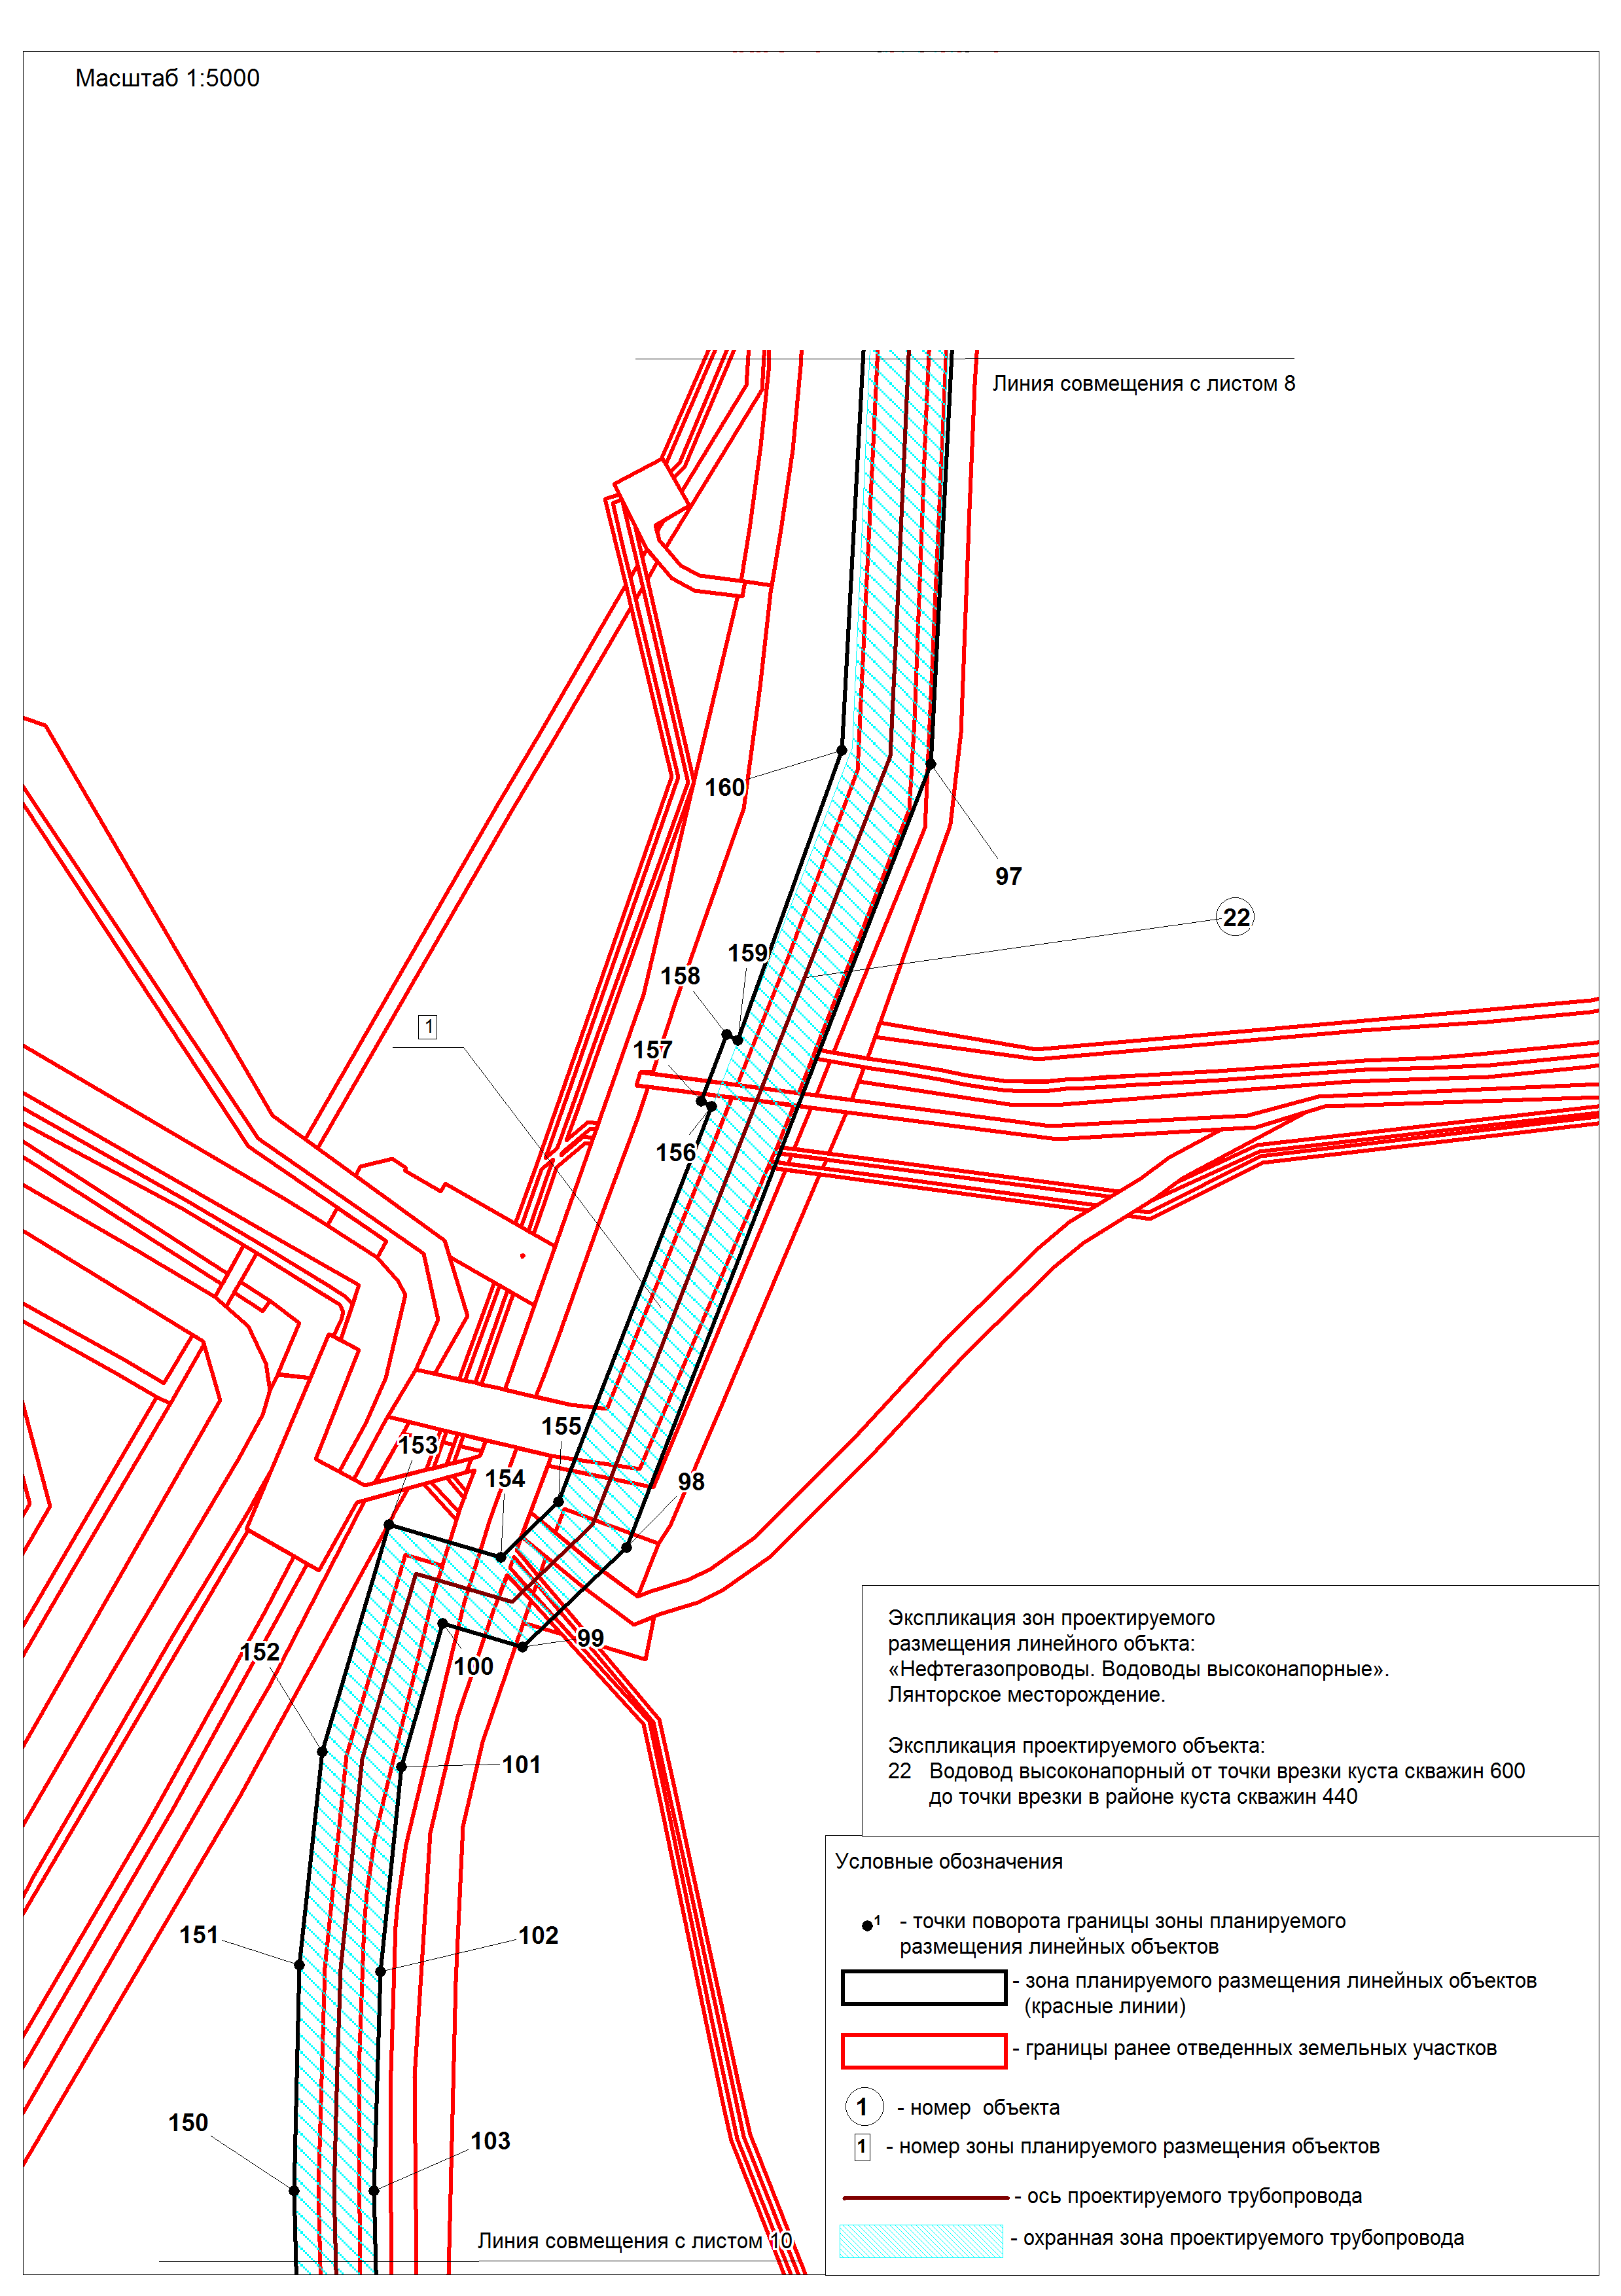 Масштаб 1:5000
Линия совмещения с листом 8
160
97
22
159
158
1
157
156
155
153
154
98
99
152
100
101
151
102
150
103
Линия совмещения с листом 10
Экспликация зон проектируемого
размещения линейного объкта:
«Нефтегазопроводы. Водоводы высоконапорные».
Лянторское месторождение.
Экспликация проектируемого объекта:
22 Водовод высоконапорный от точки врезки куста скважин 600
до точки врезки в районе куста скважин 440
Условные обозначения
1 - точки поворота границы зоны планируемого
размещения линейных объектов
- зона планируемого размещения линейных объектов
(красные линии)
- границы ранее отведенных земельных участков
1 - номер объекта
1 - номер зоны планируемого размещения объектов
- ось проектируемого трубопровода
- охранная зона проектируемого трубопровода